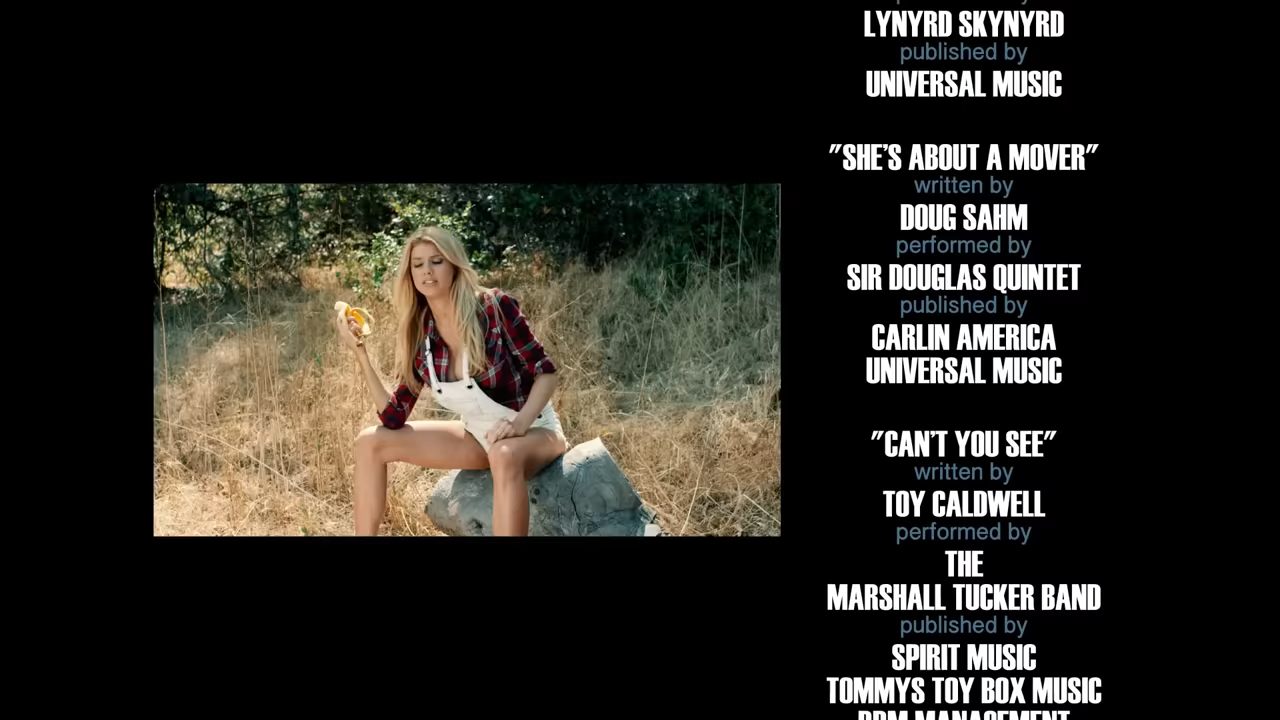 LYNYRD SKYNYRD
published by
UNIVERSAL MUSIC
"SHE'S ABOUT A MOVER"
written by
DOUG SAHM
performed by
SIR DOUGLAS QUINTET
published by
CARLIN AMERICA
UNIVERSAL MUSIC
"CAN'T YOU SEE"
written by
TOY CALDWELL
performed by
THE
MARSHALL TUCKER BAND
published by
SPIRIT MUSIC
TOMMYS TOY BOX MUSIC